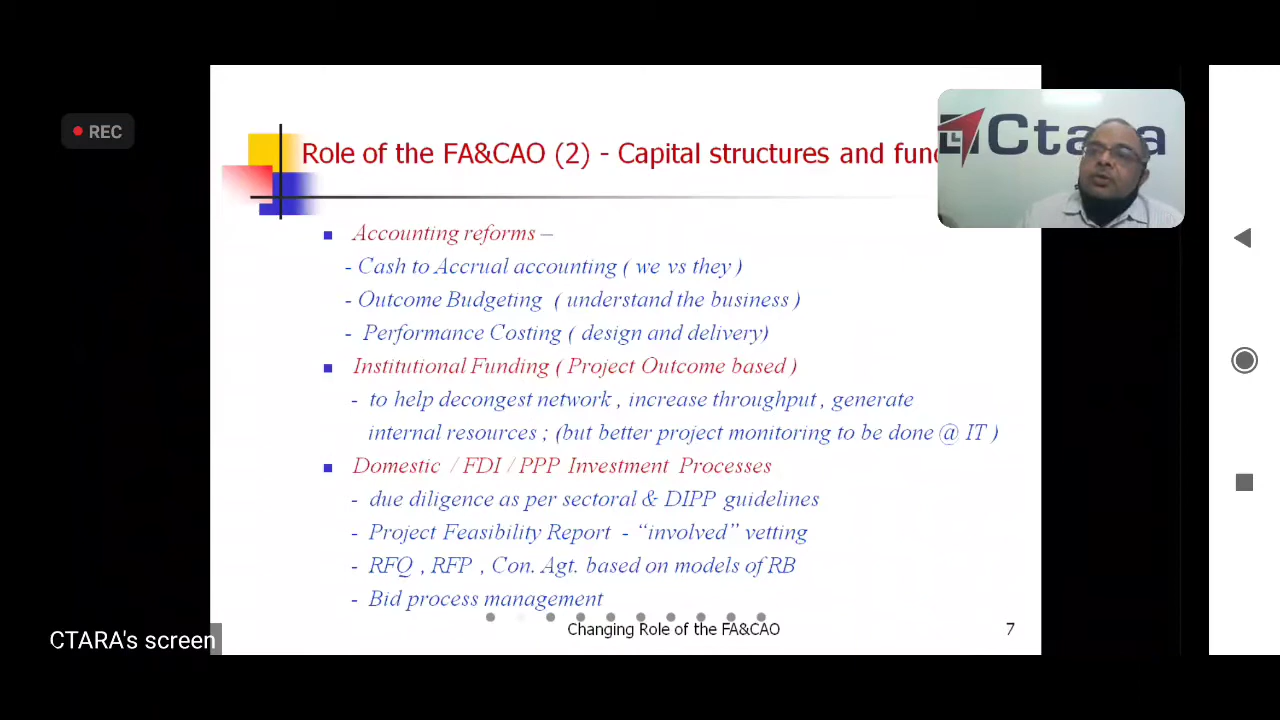 REC
Role of the FA&CAO (2) - Capital structures and
Ctara
Accounting reforms –
- Cash to Accrual accounting ( we vs they )
- Outcome Budgeting ( understand the business )
- Performance Costing ( design and delivery)
Institutional Funding ( Project Outcome based )
- to help decongest network , increase throughput , generate
internal resources ; (but better project monitoring to be done @ IT )
Domestic / FDI / PPP Investment Processes
- due diligence as per sectoral & DIPP guidelines
- Project Feasibility Report - “involved” vetting
- RFQ , RFP , Con. Agt. based on models of RB
- Bid process management
Changing Role of the FA&CAO
7
CTARA's screen